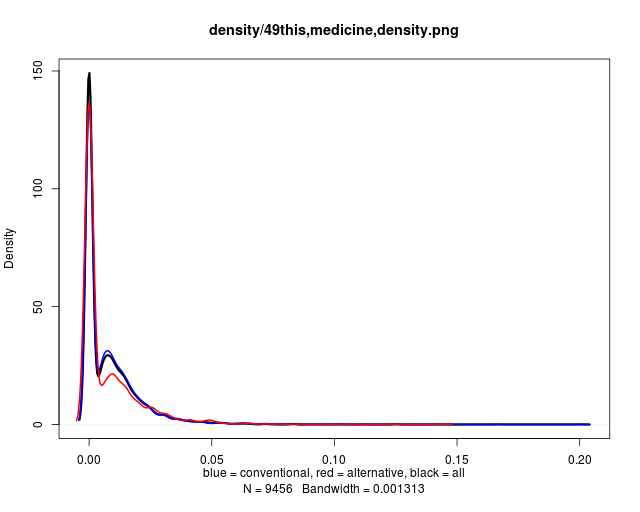 density/49this,medicine,density.png
Density
150
100
50
0
0.00 0.05 0.10 0.15 0.20
blue = conventional, red = alternative, black = all
N = 9456 Bandwidth = 0.001313